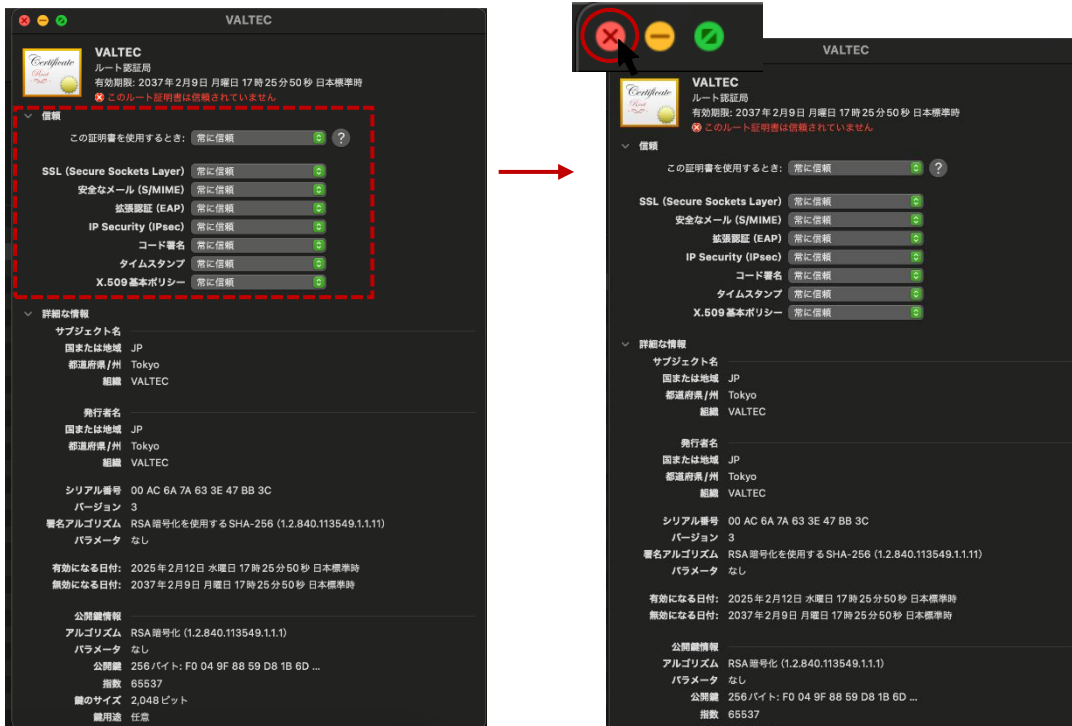 VALTEC
Certificate
Root
VALTEC
ルート認証局
有効期限: 2037年2月9日 月曜日 17時25分50秒 日本標準時
このルート証明書は信頼されていません
信頼
この証明書を使用するとき: 常に信頼 ?
SSL (Secure Sockets Layer) 常に信頼
安全なメール (S/MIME) 常に信頼
拡張認証 (EAP) 常に信頼
IP Security (IPsec) 常に信頼
コード署名 常に信頼
タイムスタンプ 常に信頼
X.509基本ポリシー 常に信頼
詳細な情報
サブジェクト名
国または地域 JP
都道府県/州 Tokyo
組織 VALTEC
発行者名
国または地域 JP
都道府県/州 Tokyo
組織 VALTEC
シリアル番号 00 AC 6A 7A 63 3E 47 BB 3C
バージョン 3
署名アルゴリズム RSA暗号化を使用するSHA-256 (1.2.840.113549.1.1.11)
パラメータ なし
有効になる日付: 2025年2月12日 水曜日 17時25分50秒 日本標準時
無効になる日付: 2037年2月9日 月曜日 17時25分50秒 日本標準時
公開鍵情報
アルゴリズム RSA暗号化 (1.2.840.113549.1.1.1)
パラメータ なし
公開鍵 256バイト: F0 04 9F 88 59 D8 1B 6D ...
指数 65537
鍵のサイズ 2,048ビット
鍵用途 任意
VALTEC
Certificate
Root
VALTEC
ルート認証局
有効期限: 2037年2月9日 月曜日 17時25分50秒 日本標準時
このルート証明書は信頼されていません
信頼
この証明書を使用するとき: 常に信頼 ?
SSL (Secure Sockets Layer) 常に信頼
安全なメール (S/MIME) 常に信頼
拡張認証 (EAP) 常に信頼
IP Security (IPsec) 常に信頼
コード署名 常に信頼
タイムスタンプ 常に信頼
X.509基本ポリシー 常に信頼
詳細な情報
サブジェクト名
国または地域 JP
都道府県/州 Tokyo
組織 VALTEC
発行者名
国または地域 JP
都道府県/州 Tokyo
組織 VALTEC
シリアル番号 00 AC 6A 7A 63 3E 47 BB 3C
バージョン 3
署名アルゴリズム RSA暗号化を使用するSHA-256 (1.2.840.113549.1.1.11)
パラメータ なし
有効になる日付: 2025年2月12日 水曜日 17時25分50秒 日本標準時
無効になる日付: 2037年2月9日 月曜日 17時25分50秒 日本標準時
公開鍵情報
アルゴリズム RSA暗号化 (1.2.840.113549.1.1.1)
パラメータ なし
公開鍵 256バイト: F0 04 9F 88 59 D8 1B 6D ...
指数 65537